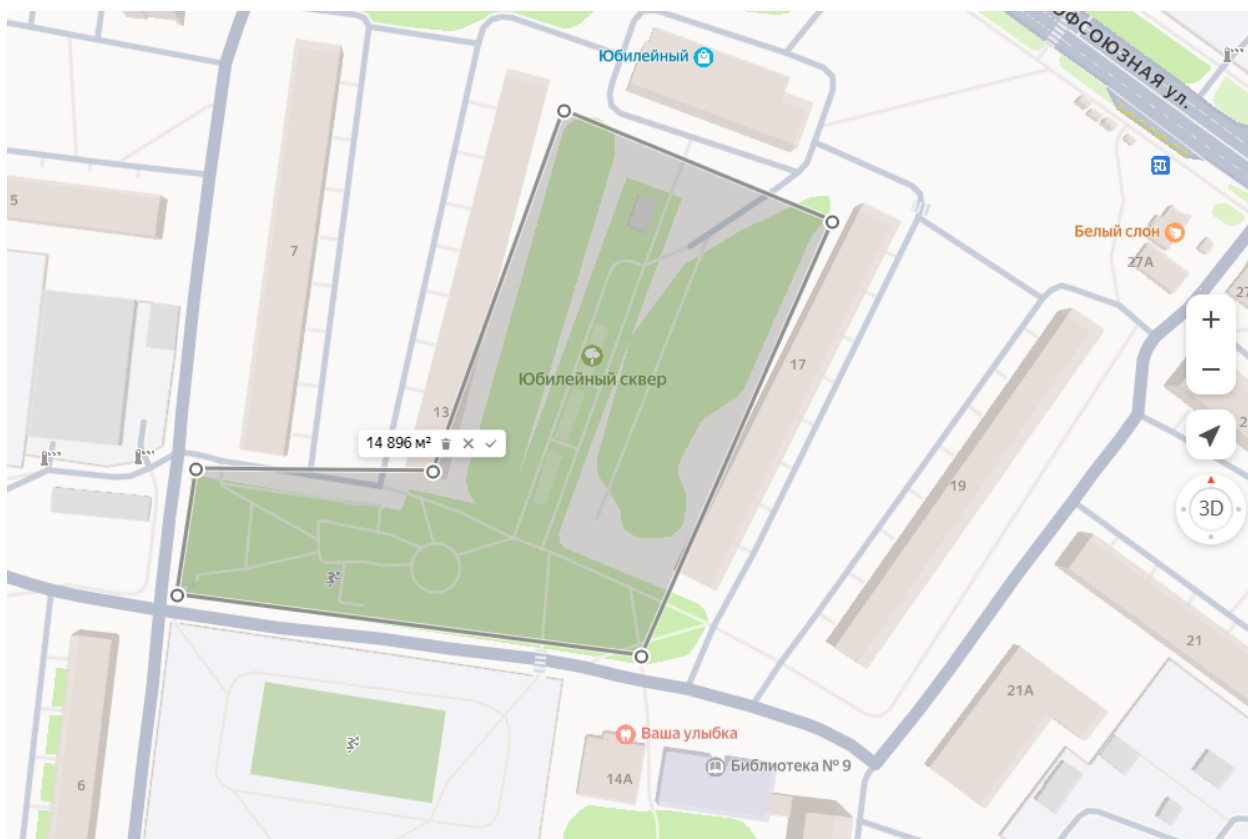 ОФСОЮЗНАЯ ул.
Юбилейный
5
7
Белый слон
27А
27
17
Юбилейный сквер
13
14 896 м²
+
−
19
3D
21
21А
Ваша улыбка
Библиотека № 9
14А
6